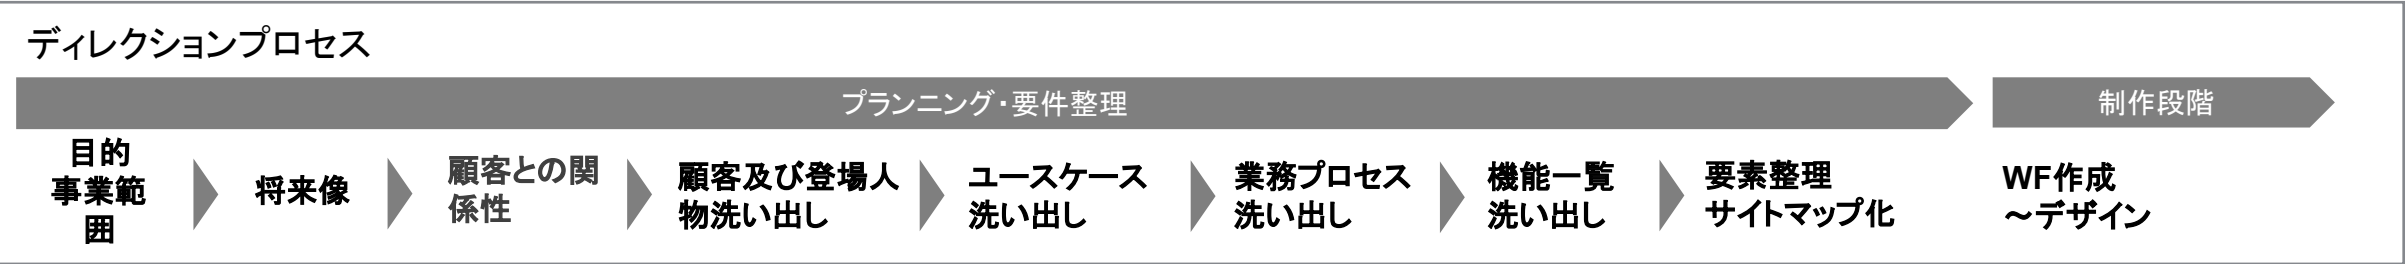 ディレクションプロセス
プランニング・要件整理
制作段階
目的
事業範
囲
将来像
顧客との関
係性
顧客及び登場人
物洗い出し
ユースケース
洗い出し
業務プロセス
洗い出し
機能一覧
洗い出し
要素整理
サイトマップ化
WF作成
～デザイン